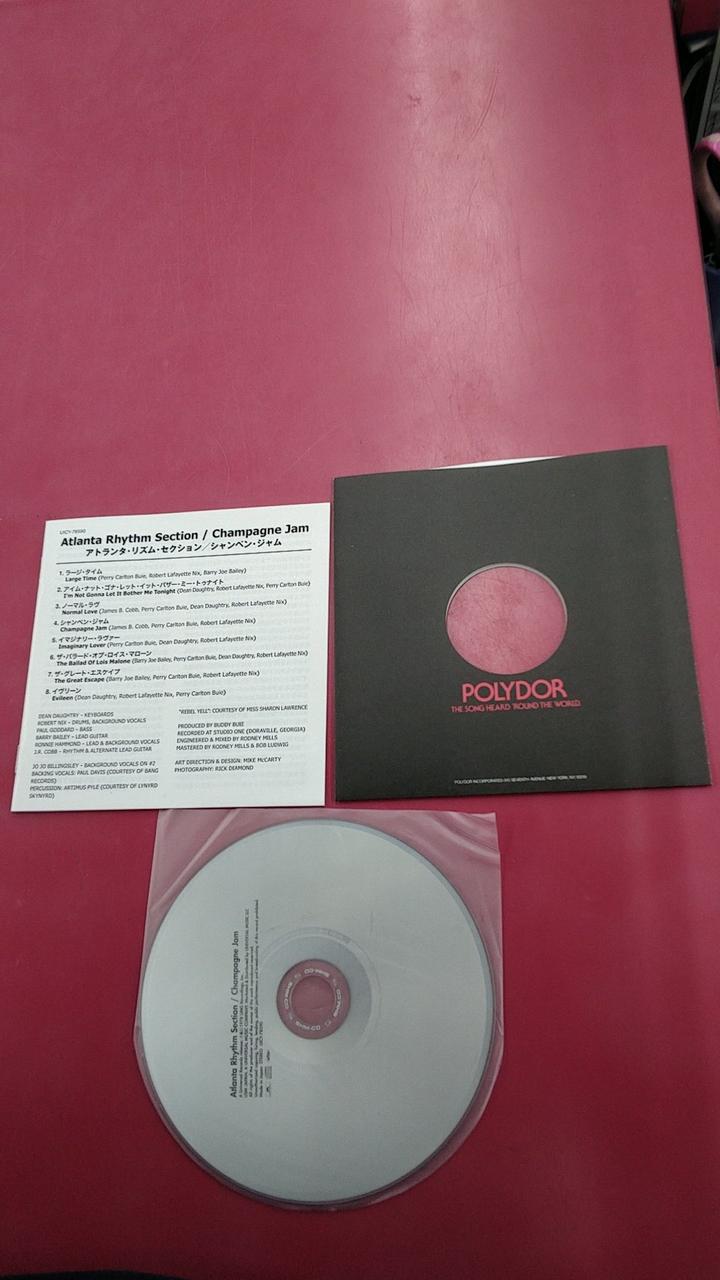 UICY-78590
Atlanta Rhythm Section / Champagne Jam
アトランタ・リズム・セクション／シャンペン・ジャム
1. ラージ・タイム
Large Time (Perry Carlton Buie, Robert Lafayette Nix, Barry Joe Bailey)
2. アイム・ナット・ゴナ・レット・イット・バザー・ミー・トゥナイト
I'm Not Gonna Let It Bother Me Tonight (Dean Daughtry, Robert Lafayette Nix, Perry Carlton Buie)
3. ノーマル・ラヴ
Normal Love (James B. Cobb, Perry Carlton Buie, Dean Daughtry, Robert Lafayette Nix)
4. シャンペン・ジャム
Champagne Jam (James B. Cobb, Perry Carlton Buie, Robert Lafayette Nix)
5. イマジナリー・ラヴァー
Imaginary Lover (Perry Carlton Buie, Dean Daughtry, Robert Lafayette Nix)
6. ザ・バラード・オブ・ロイス・マローン
The Ballad Of Lois Malone (Barry Joe Bailey, Perry Carlton Buie, Dean Daughtry, Robert Lafayette Nix)
7. ザ・グレート・エスケイプ
The Great Escape (Barry Joe Bailey, Perry Carlton Buie, Robert Lafayette Nix)
8. イヴリーン
Evileen (Dean Daughtry, Robert Lafayette Nix, Perry Carlton Buie)
DEAN DAUGHTRY – KEYBOARDS
ROBERT NIX – DRUMS, BACKGROUND VOCALS
PAUL GODDARD – BASS
BARRY BAILEY – LEAD GUITAR
RONNIE HAMMOND – LEAD & BACKGROUND VOCALS
J.R. COBB – RHYTHM & ALTERNATE LEAD GUITAR
JO JO BILLINGSLEY – BACKGROUND VOCALS ON #2
BACKING VOCALS: PAUL DAVIS (COURTESY OF BANG
RECORDS)
PERCUSSION: ARTIMUS PYLE (COURTESY OF LYNYRD
SKYNYRD)
"REBEL YELL": COURTESY OF MISS SHARON LAWRENCE
PRODUCED BY BUDDY BUIE
RECORDED AT STUDIO ONE (DORAVILLE, GEORGIA)
ENGINEERED & MIXED BY RODNEY MILLS
MASTERED BY RODNEY MILLS & BOB LUDWIG
ART DIRECTION & DESIGN: MIKE McCARTY
PHOTOGRAPHY: RICK DIAMOND
POLYDOR
THE SONG HEARD 'ROUND THE WORLD
POLYDOR INCORPORATED 810 SEVENTH AVENUE NEW YORK, NY 10019
Atlanta Rhythm Section / Champagne Jam